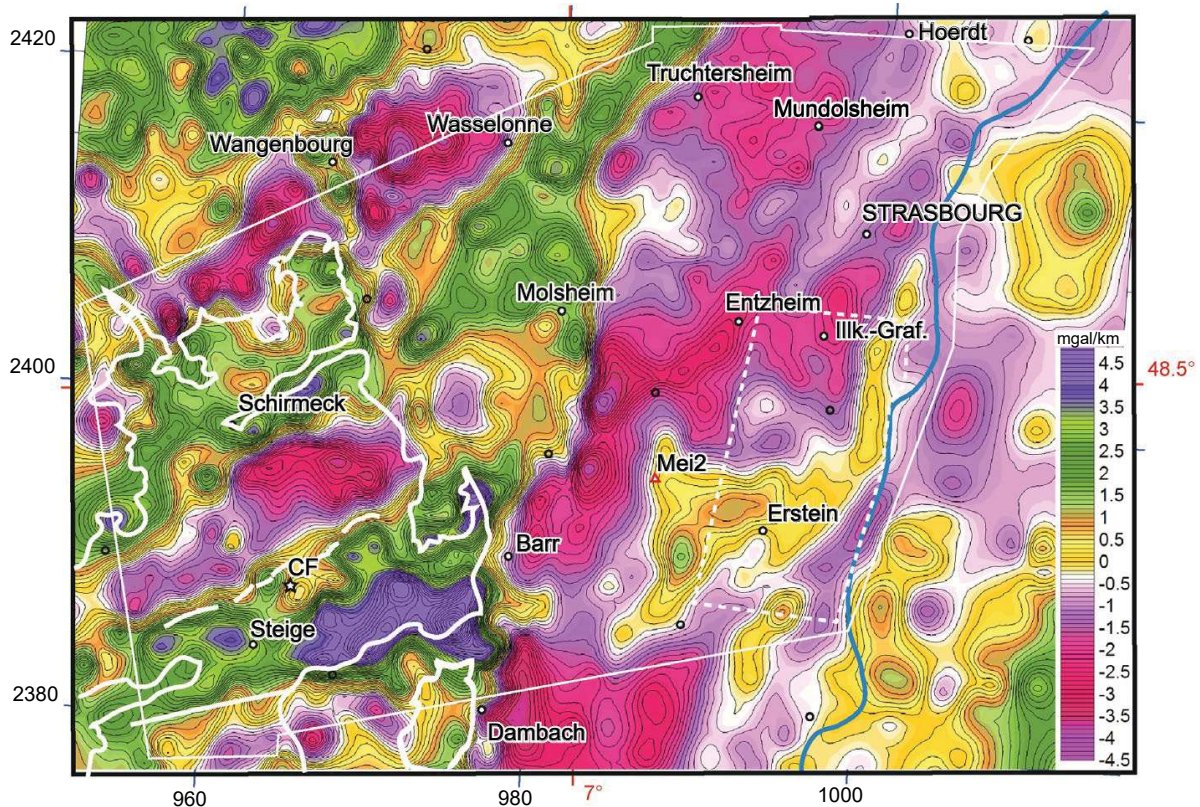 2420
Hoerdt
Truchtersheim
Mundolsheim
Wasselonne
Wangenbourg
STRASBOURG
Molsheim
Entzheim
Illk.-Graf.
mgal/km
4.5
4
3.5
3
2.5
2
1.5
1
0.5
0
-0.5
-1
-1.5
-2
-2.5
-3
-3.5
-4
-4.5
2400
48.5°
Schirmeck
Mei2
Erstein
Barr
CF
Steige
2380
Dambach
960
980
7°
1000